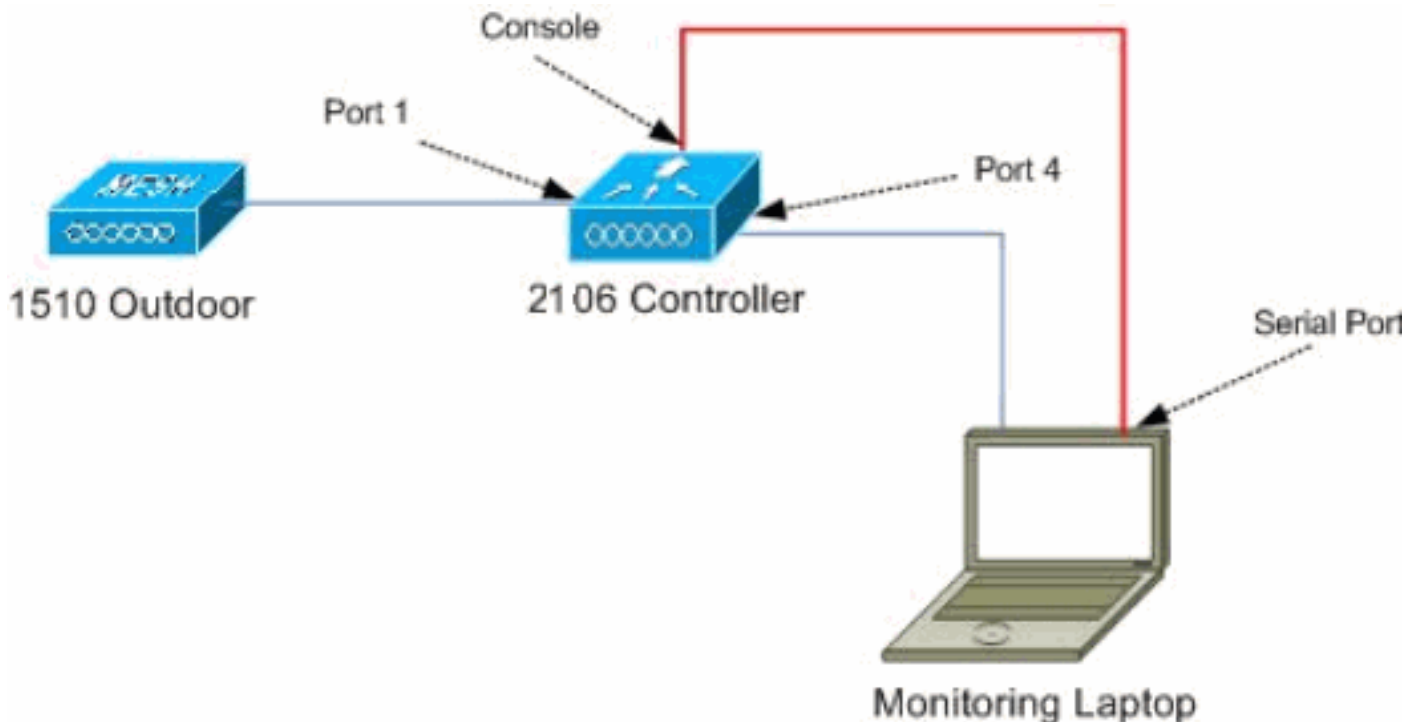 Console
Port 1
Port 4
MESH
1510 Outdoor
2106 Controller
Serial Port
Monitoring Laptop